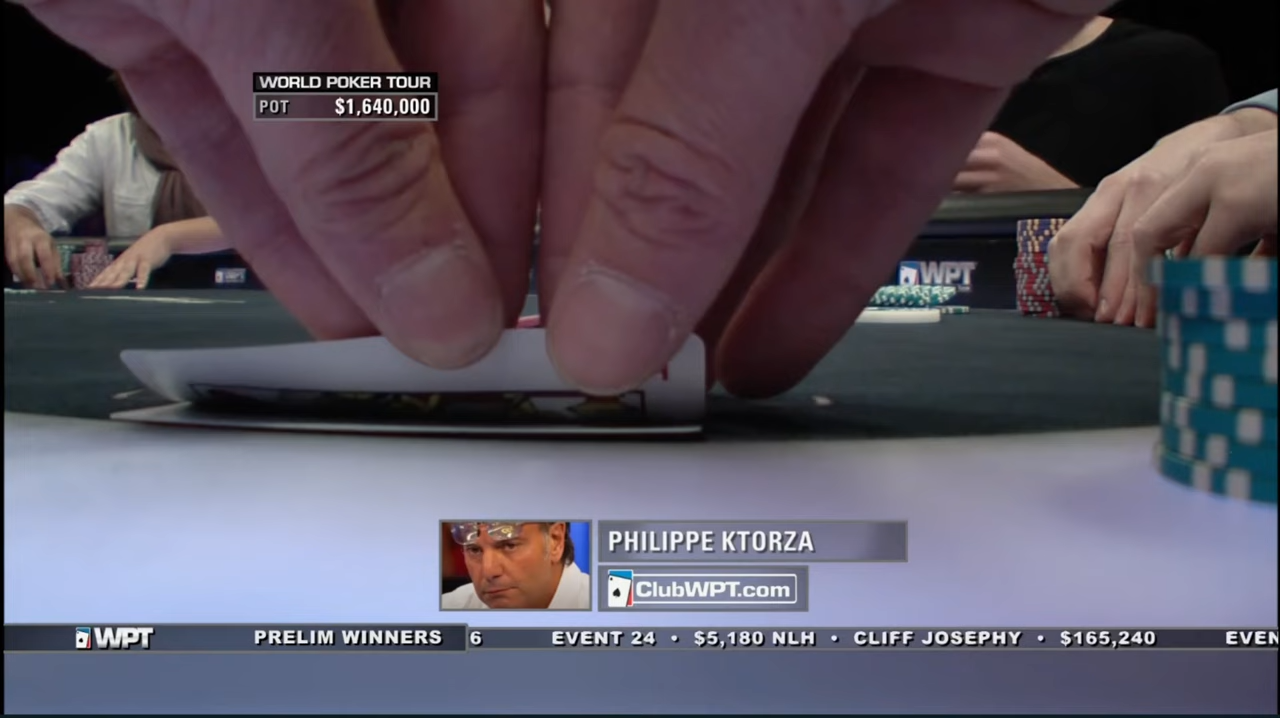 WORLD POKER TOUR
POT $1,640,000
WPT
WPT
PHILIPPE KTORZA
ClubWPT.com
WPT PRELIM WINNERS 6 EVENT 24 • $5,180 NLH • CLIFF JOSEPHY • $165,240 EVEN